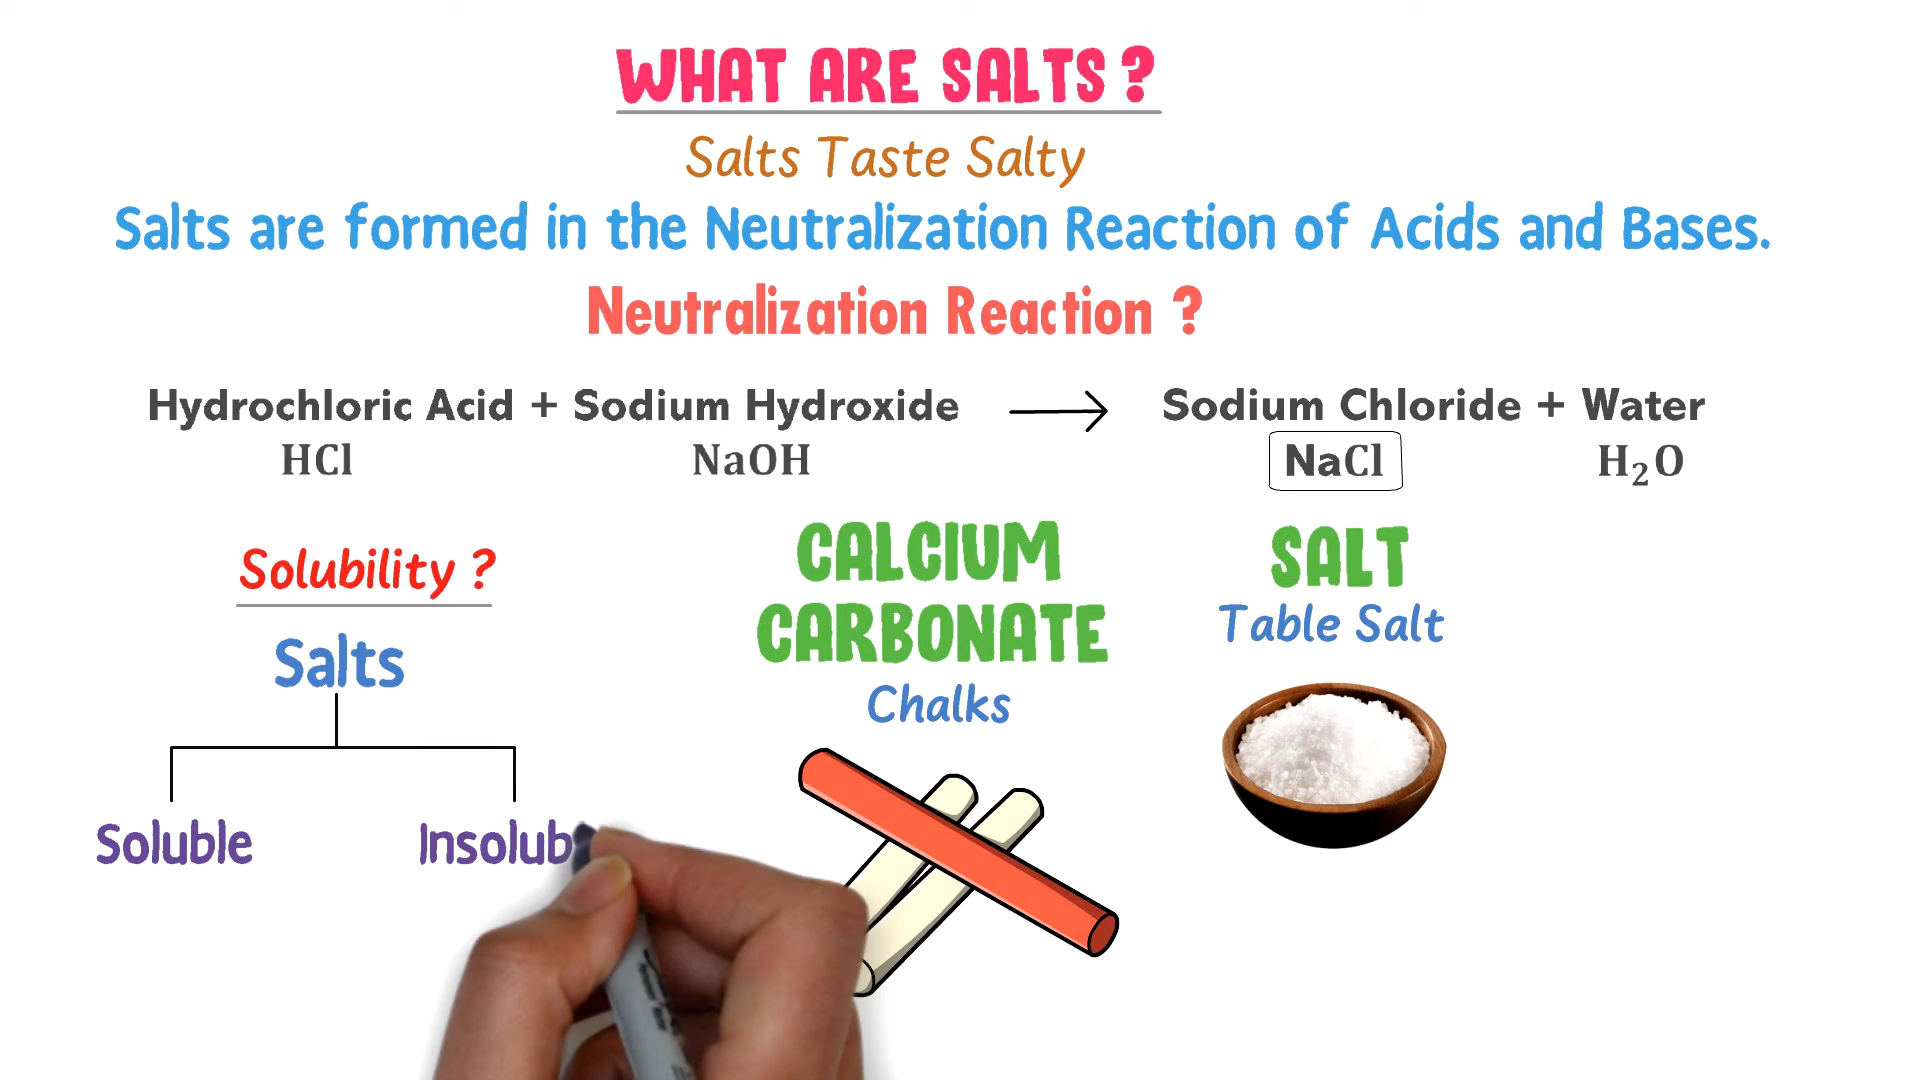 WHAT ARE SALTS?
Salts Taste Salty
Salts are formed in the Neutralization Reaction of Acids and Bases.
Neutralization Reaction ?
Hydrochloric Acid + Sodium Hydroxide → Sodium Chloride + Water
HCl NaOH NaCl H₂O
Solubility ?
Salts
Soluble Insolub
CALCIUM
CARBONATE
Chalks
SALT
Table Salt